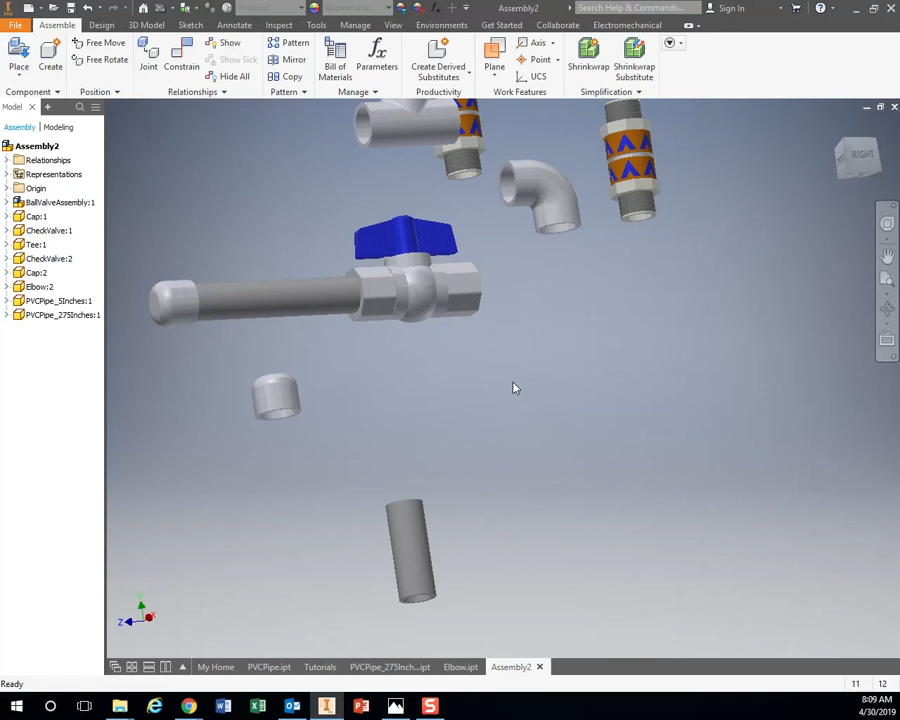 Material
Appearance
Assembly2
Search Help & Commands...
Sign In
File
Assemble
Design
3D Model
Sketch
Annotate
Inspect
Tools
Manage
View
Environments
Get Started
Collaborate
Electromechanical
Place
Create
Free Move
Free Rotate
Joint
Constrain
Show
Show Sick
Hide All
Pattern
Mirror
Copy
Bill of
Materials
fx
Parameters
Create Derived
Substitutes
Plane
Axis
Point
UCS
Shrinkwrap
Shrinkwrap
Substitute
Component
Position
Relationships
Pattern
Manage
Productivity
Work Features
Simplification
Model
Assembly
Modeling
Assembly2
Relationships
Representations
Origin
BallValveAssembly:1
Cap:1
CheckValve:1
Tee:1
CheckValve:2
Cap:2
Elbow:2
PVCPipe_5Inches:1
PVCPipe_275Inches:1
RIGHT
Y
Z
X
My Home
PVCPipe.ipt
Tutorials
PVCPipe_275Inch...ipt
Elbow.ipt
Assembly2
Ready
11
12
8:09 AM
4/30/2019